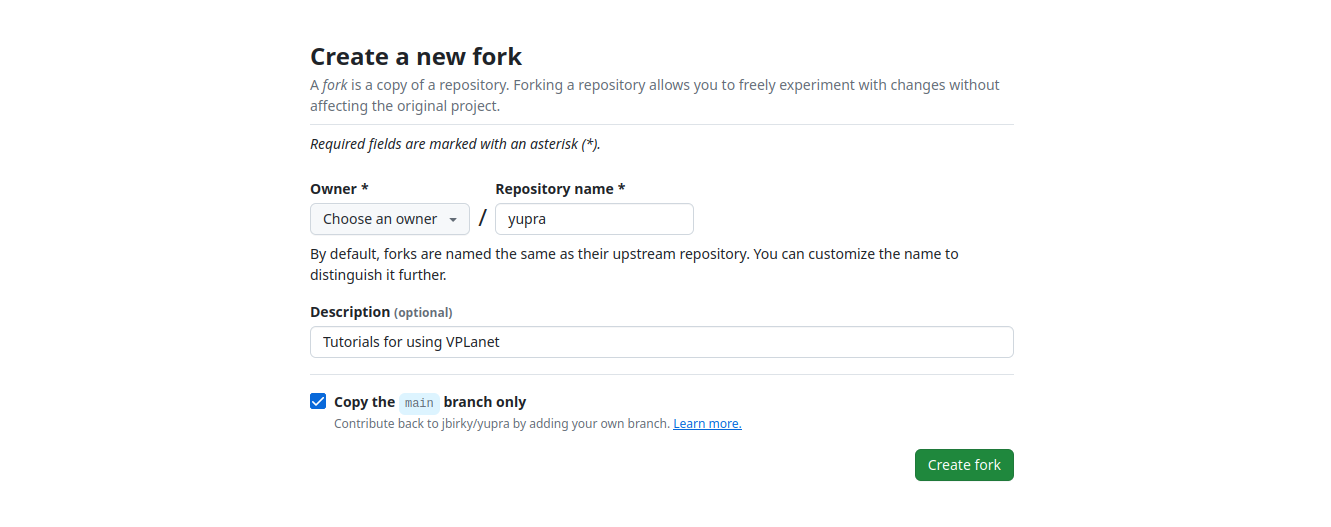 Create a new fork
A fork is a copy of a repository. Forking a repository allows you to freely experiment with changes without
affecting the original project.
Required fields are marked with an asterisk (*).
Owner * Repository name *
Choose an owner / yupra
By default, forks are named the same as their upstream repository. You can customize the name to
distinguish it further.
Description (optional)
Tutorials for using VPLanet
Copy the main branch only
Contribute back to jbirky/yupra by adding your own branch. Learn more.
Create fork